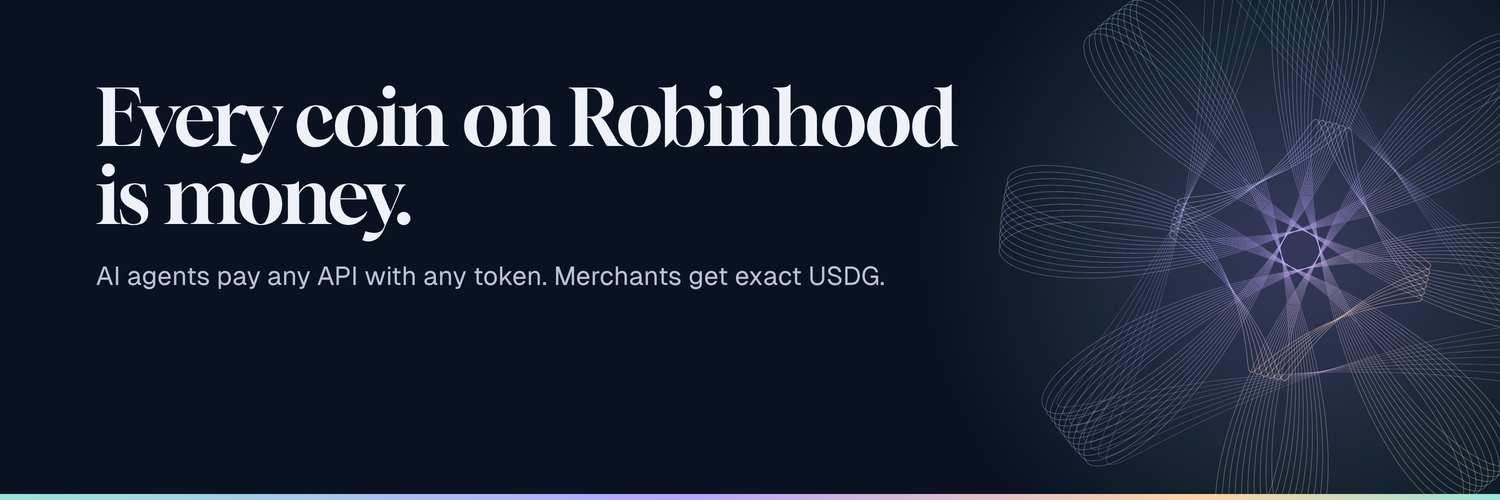 Every coin on Robinhood
is money.
AI agents pay any API with any token. Merchants get exact USDG.